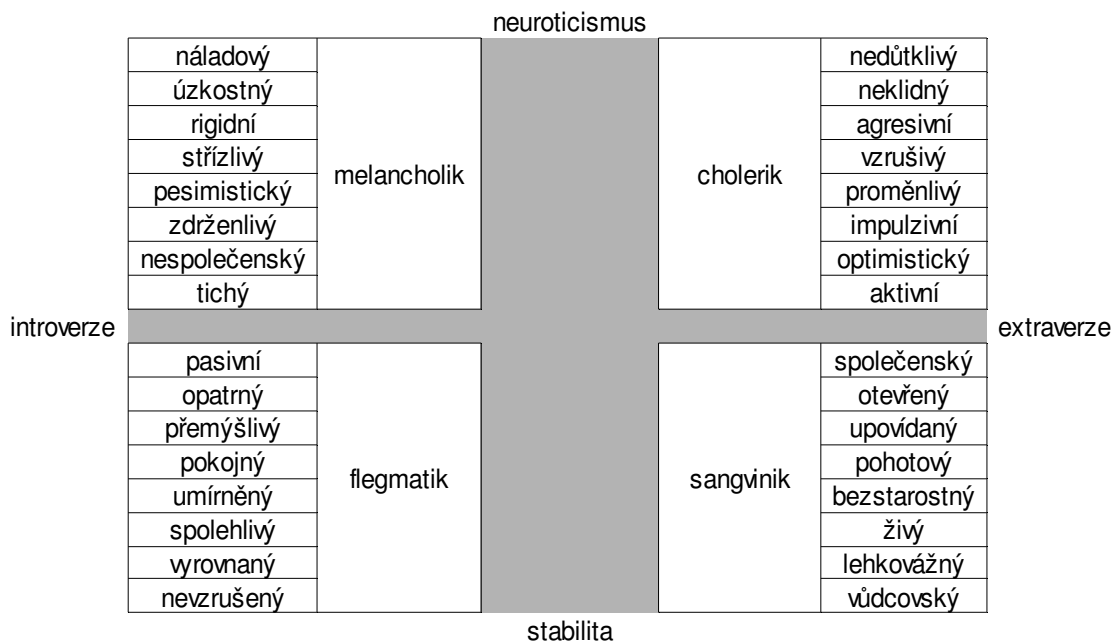 neuroticismus
náladový
úzkostný
rigidní
střízlivý
pesimistický
zdrženlivý
nespolečenský
tichý
melancholik
cholerik
nedůtklivý
neklidný
agresivní
vzrušivý
proměnlivý
impulzivní
optimistický
aktivní
introverze
extraverze
pasivní
opatrný
přemýšlivý
pokojný
umírněný
spolehlivý
vyrovnaný
nevzrušený
flegmatik
sangvinik
společenský
otevřený
upovídaný
pohotový
bezstarostný
živý
lehkovážný
vůdcovský
stabilita